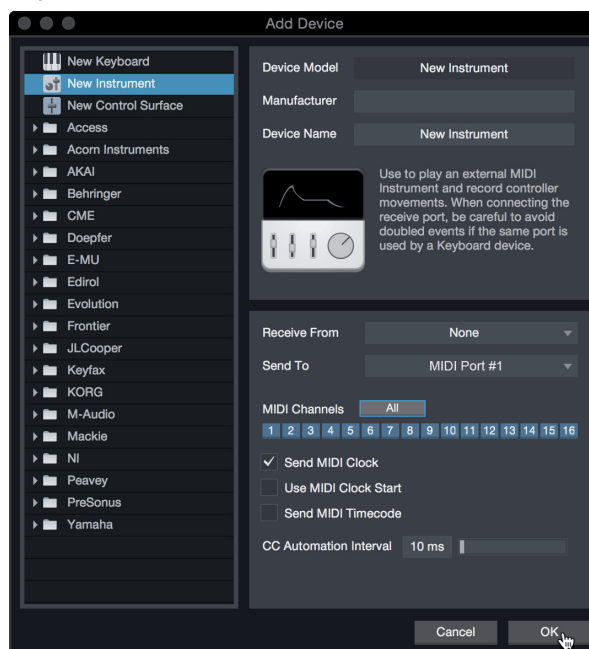 Add Device
New Keyboard
New Instrument
New Control Surface
Access
Acorn Instruments
AKAI
Behringer
CME
Doepfer
E-MU
Edirol
Evolution
Frontier
JLCooper
Keyfax
KORG
M-Audio
Mackie
NI
Peavey
PreSonus
Yamaha
Device Model New Instrument
Manufacturer
Device Name New Instrument
Use to play an external MIDI
Instrument and record controller
movements. When connecting the
receive port, be careful to avoid
doubled events if the same port is
used by a Keyboard device.
Receive From None
Send To MIDI Port #1
MIDI Channels All
1 2 3 4 5 6 7 8 9 10 11 12 13 14 15 16
Send MIDI Clock
Use MIDI Clock Start
Send MIDI Timecode
CC Automation Interval 10 ms
Cancel OK